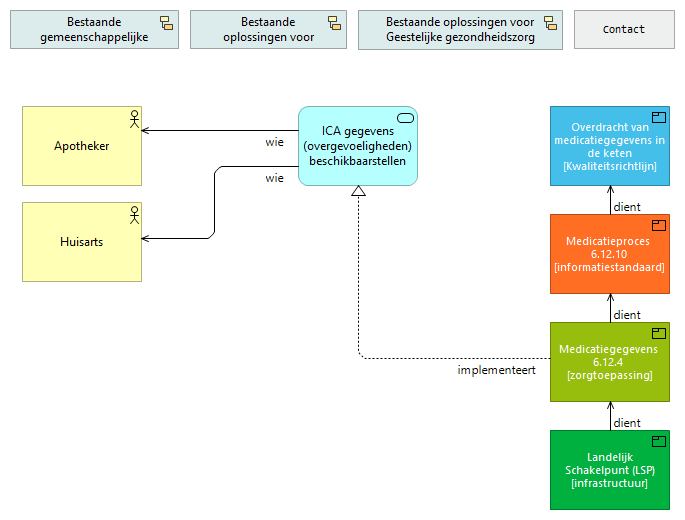 Bestaande
gemeenschappelijke
Bestaande
oplossingen voor
Bestaande oplossingen voor
Geestelijke gezondheidszorg
Contact
Apotheker
wie
ICA gegevens
(overgevoeligheden)
beschikbaarstellen
wie
Huisarts
Overdracht van
medicatiegegevens in
de keten
[Kwaliteitsrichtlijn]
dient
Medicatieproces
6.12.10
[informatiestandaard]
dient
Medicatiegegevens
6.12.4
[zorgtoepassing]
implementeert
dient
Landelijk
Schakelpunt (LSP)
[infrastructuur]